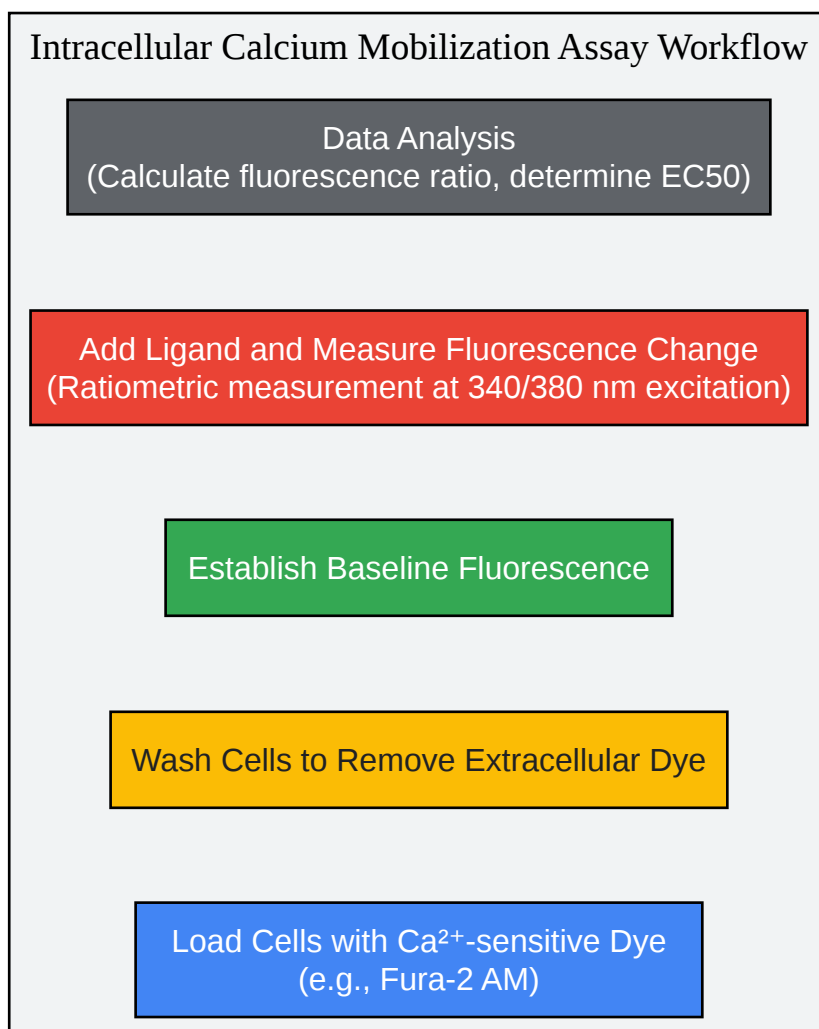 Intracellular Calcium Mobilization Assay Workflow
Data Analysis
(Calculate fluorescence ratio, determine EC50)
Add Ligand and Measure Fluorescence Change
(Ratiometric measurement at 340/380 nm excitation)
Establish Baseline Fluorescence
Wash Cells to Remove Extracellular Dye
Load Cells with Ca²⁺-sensitive Dye
(e.g., Fura-2 AM)